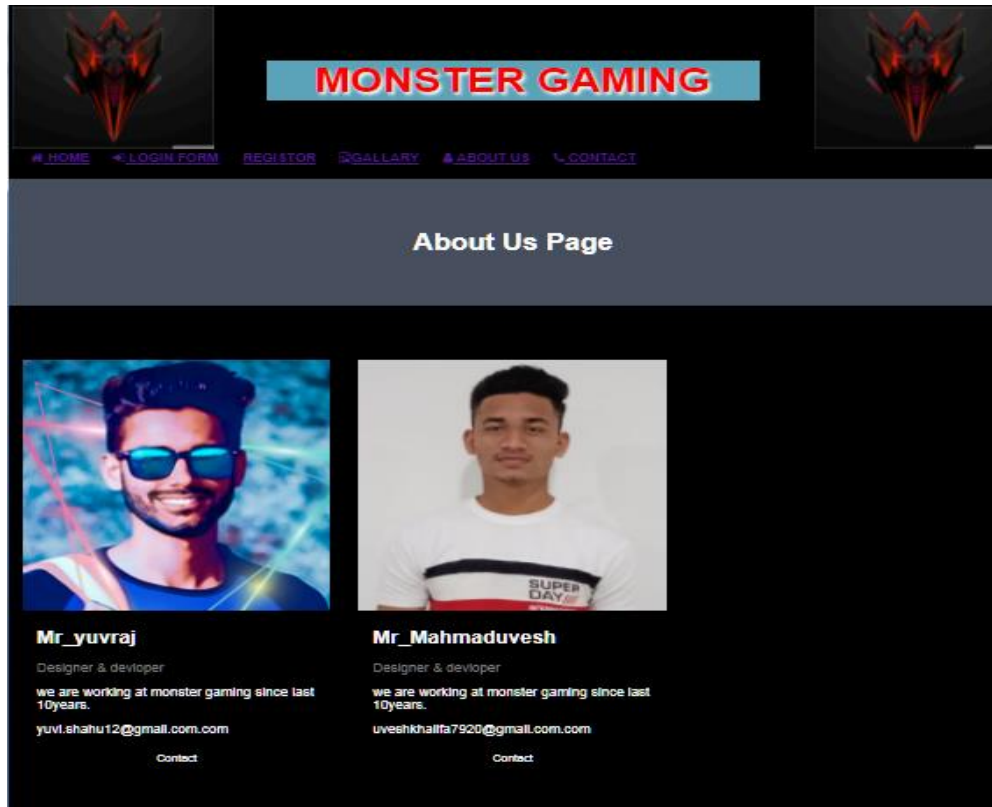 MONSTER GAMING
HOME LOGIN FORM REGISTOR GALLARY ABOUT US CONTACT
About Us Page
SUPER
DAY
Mr_yuvraj
Designer & devloper
we are working at monster gaming since last
10years.
yuvi.shahu12@gmail.com.com
Contact
Mr_Mahmaduvesh
Designer & devloper
we are working at monster gaming since last
10years.
uveshkhalifa7920@gmail.com.com
Contact